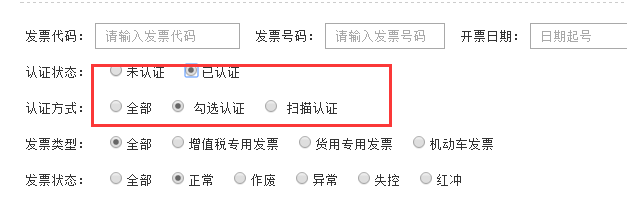 发票代码： 请输入发票代码 发票号码： 请输入发票号码 开票日期： 日期起号
认证状态： 未认证 已认证
认证方式： 全部 勾选认证 扫描认证
发票类型： 全部 增值税专用发票 货用专用发票 机动车发票
发票状态： 全部 正常 作废 异常 失控 红冲